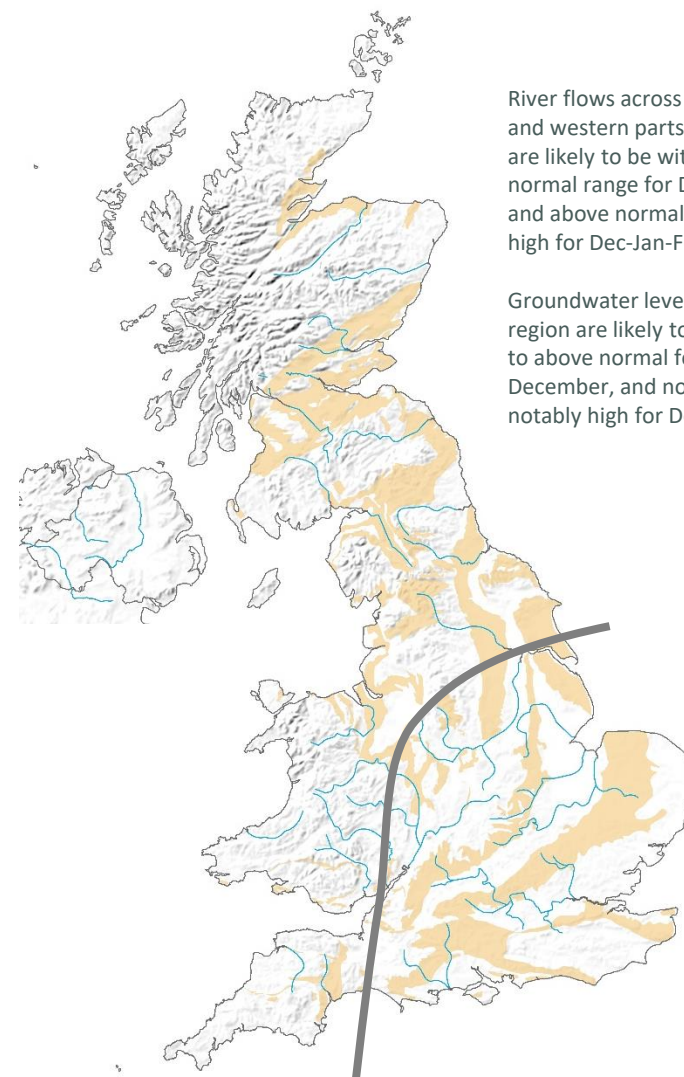 River flows across
and western parts
are likely to be wit
normal range for D
and above normal
high for Dec-Jan-F
Groundwater leve
region are likely to
to above normal fo
December, and no
notably high for D